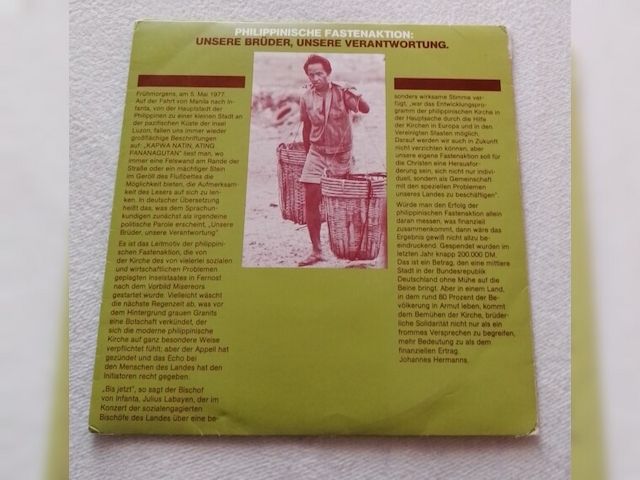 PHILIPPINISCHE FASTENAKTION:
UNSERE BRÜDER, UNSERE VERANTWORTUNG.
Frühmorgens, am 5. Mai 1977.
Auf der Fahrt von Manila nach In-
fanta, von der Hauptstadt der
Philippinen zu einer kleinen Stadt an
der pazifischen Küste der Insel
Luzon, fallen uns immer wieder
großflächige Beschriftungen
auf: „KAPWA NATIN, ATING
PANANAGUTAN" liest man, wo
immer eine Felswand am Rande der
Straße oder ein mächtiger Stein
im Geröll des Flußbettes die
Möglichkeit bieten, die Aufmerksam-
keit des Lesers auf sich zu len-
ken. In deutscher Übersetzung
heißt das, was dem Sprachun-
kundigen zunächst als irgendeine
politische Parole erscheint, „Unsere
Brüder, unsere Verantwortung"
Es ist das Leitmotiv der philippini-
schen Fastenaktion, die von
der Kirche des von vielerlei sozialen
und wirtschaftlichen Problemen
geplagten Inselstaates in Fernost
nach dem Vorbild Misereors
gestartet wurde. Vielleicht wäscht
die nächste Regenzeit ab, was vor
dem Hintergrund grauen Granits
eine Botschaft verkündet, der
sich die moderne philippinische
Kirche auf ganz besondere Weise
verpflichtet fühlt; aber der Appell hat
gezündet und das Echo bei
den Menschen des Landes hat den
Initiatoren recht gegeben.
„Bis jetzt", so sagt der Bischof
von Infanta, Julius Labayen, der im
Konzert der sozialengagierten
Bischöfe des Landes über eine be-
sonders wirksame Stimme ver-
fügt, „war das Entwicklungspro-
gramm der philippinischen Kirche in
der Hauptsache durch die Hilfe
der Kirchen in Europa und in den
Vereinigten Staaten möglich.
Darauf werden wir auch in Zukunft
nicht verzichten können, aber
unsere eigene Fastenaktion soll für
die Christen eine Herausfor-
derung sein, sich nicht nur indivi-
duell, sondern als Gemeinschaft
mit den speziellen Problemen
unseres Landes zu beschäftigen".
Würde man den Erfolg der
philippinischen Fastenaktion allein
daran messen, was finanziell
zusammenkommt, dann wäre das
Ergebnis gewiß nicht allzu be-
eindruckend. Gespendet wurden im
letzten Jahr knapp 200.000 DM.
Das ist ein Betrag, den eine mittlere
Stadt in der Bundesrepublik
Deutschland ohne Mühe auf die
Beine bringt. Aber in einem Land,
in dem rund 80 Prozent der Be-
völkerung in Armut leben, kommt
dem Bemühen der Kirche, brüder-
liche Solidarität nicht nur als ein
frommes Versprechen zu begreifen,
mehr Bedeutung zu als dem
finanziellen Ertrag.
Johannes Hermanns.